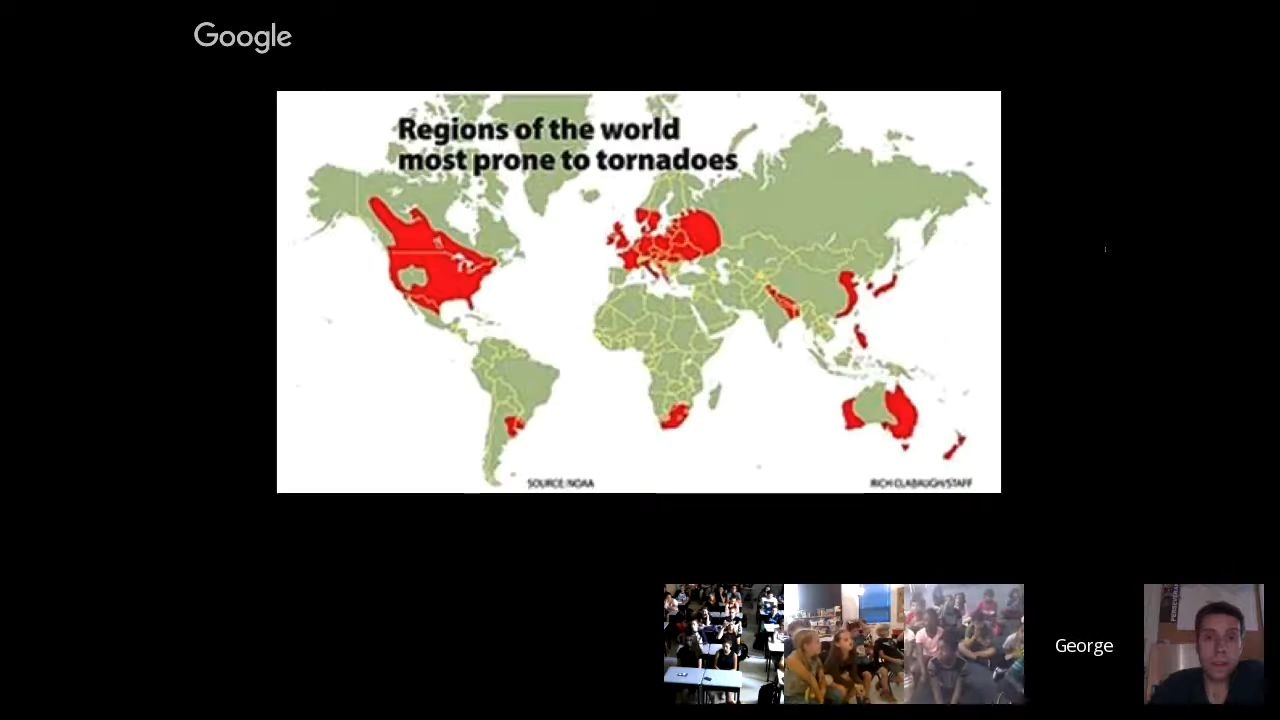 Google
Regions of the world
most prone to tornadoes
SOURCE: NOAA
RICH CLABAUGH/STAFF
George